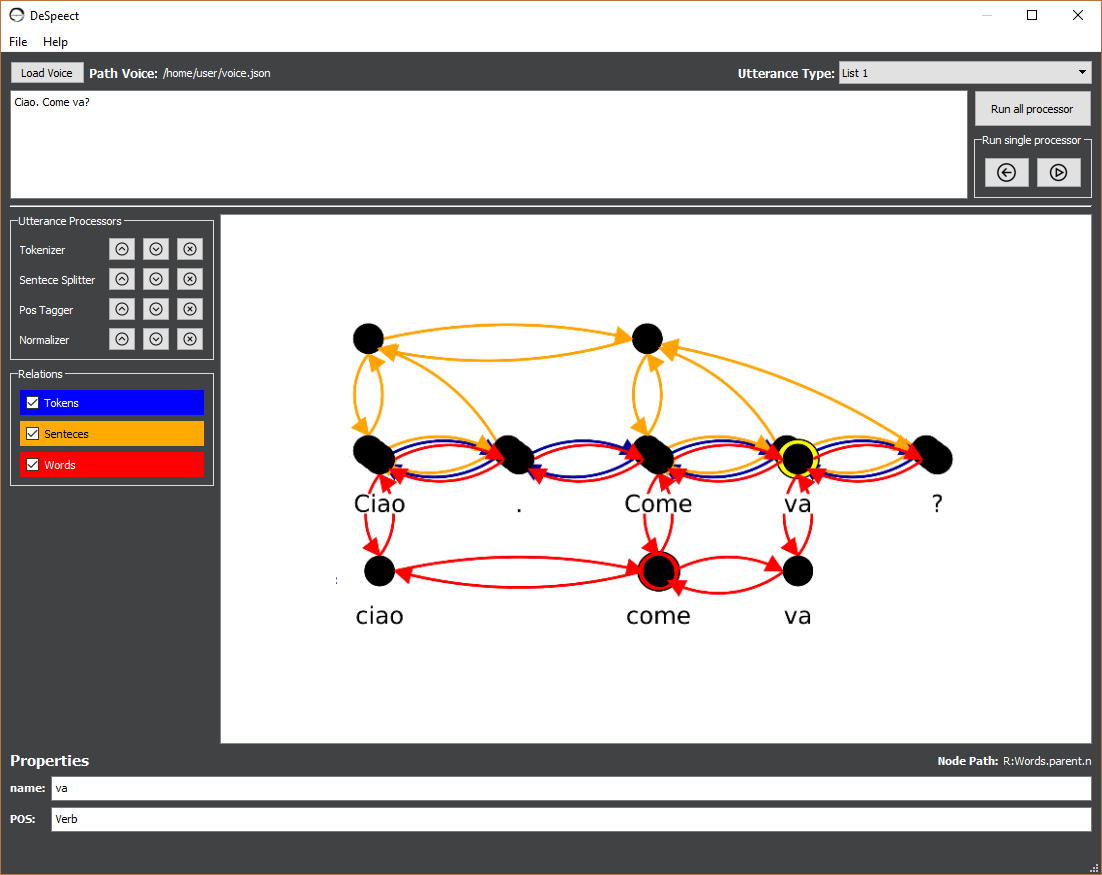 DeSpeect
File Help
Load Voice Path Voice: /home/user/voice.json Utterance Type: List 1
Ciao. Come va?
Run all processor
Run single processor
Utterance Processors
Tokenizer
Sentece Splitter
Pos Tagger
Normalizer
Relations
Tokens
Senteces
Words
Ciao . Come va ?
ciao come va
Properties Node Path: R:Words.parent.n
name: va
POS: Verb